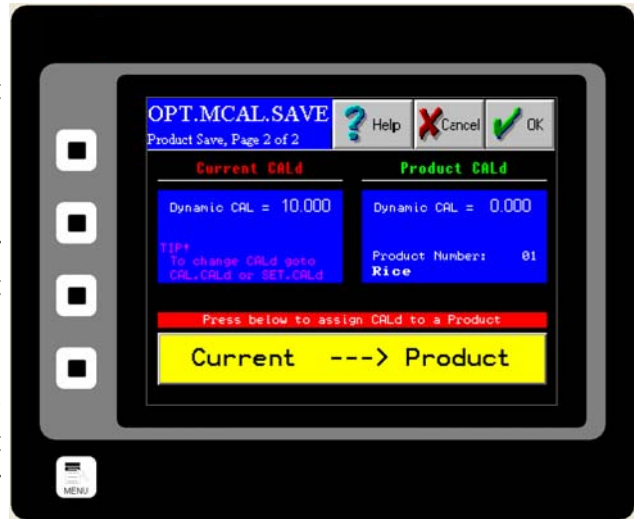 OPT.MCAL.SAVE
Product Save, Page 2 of 2
Help
Cancel
OK
Current CALd
Product CALd
Dynamic CAL = 10.000
TIP!
To change CALd goto
CAL.CALd or SET.CALd
Dynamic CAL = 0.000
Product Number: 01
Rice
Press below to assign CALd to a Product
Current ---> Product
MENU